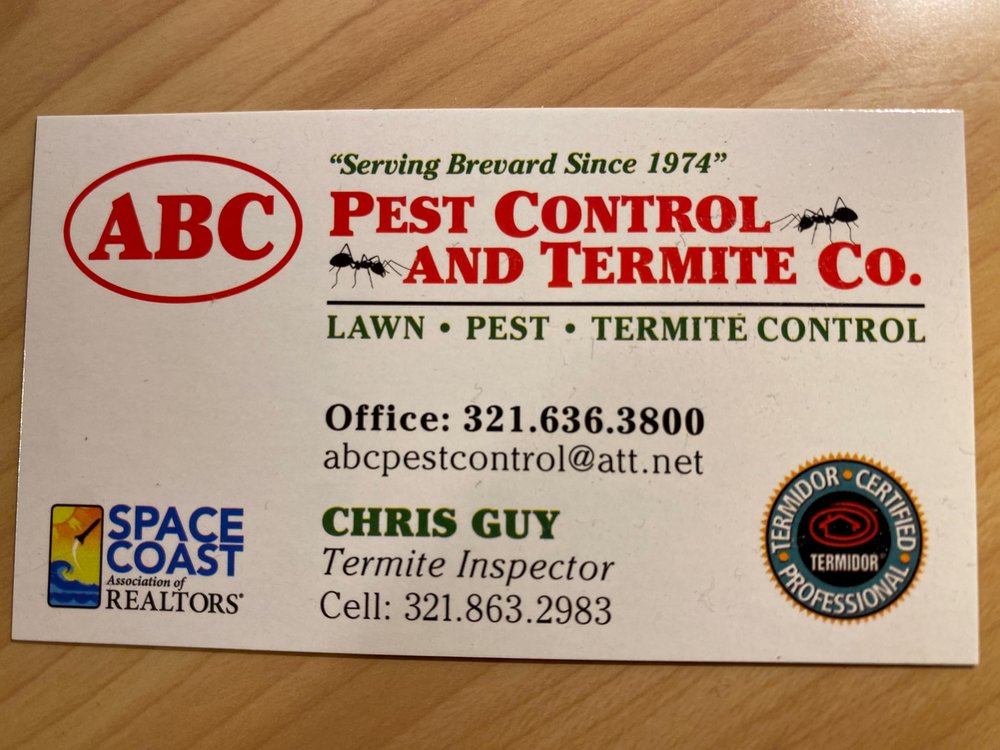 ABC
“Serving Brevard Since 1974”
PEST CONTROL
AND TERMITE CO.
LAWN • PEST • TERMITE CONTROL
Office: 321.636.3800
abcpestcontrol@att.net
CHRIS GUY
Termite Inspector
Cell: 321.863.2983
SPACE
COAST
Association of
REALTORS®
TERMIDOR • CERTIFIED • PROFESSIONAL •
TERMIDOR®